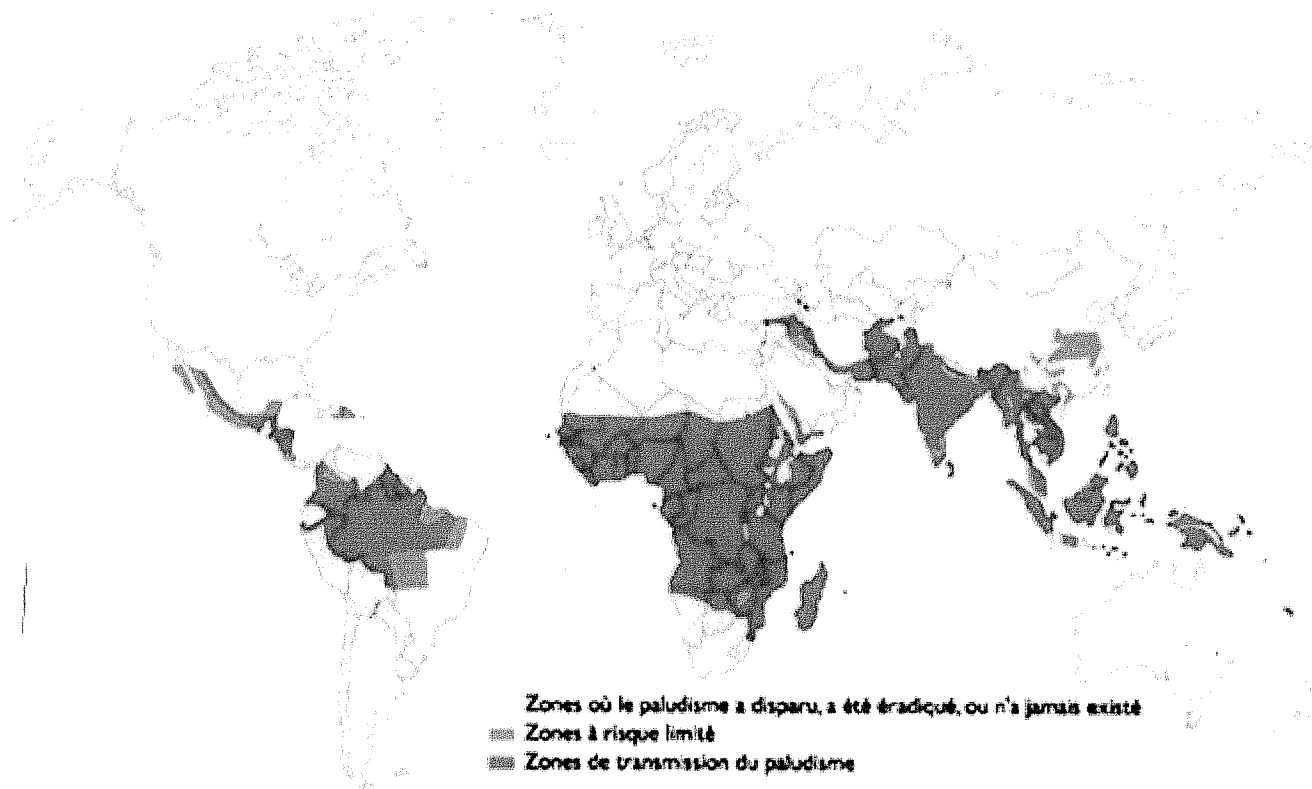 Zones où le paludisme a disparu, a été éradiqué, ou n'a jamais existé
Zones à risque limité
Zones de transmission du paludisme